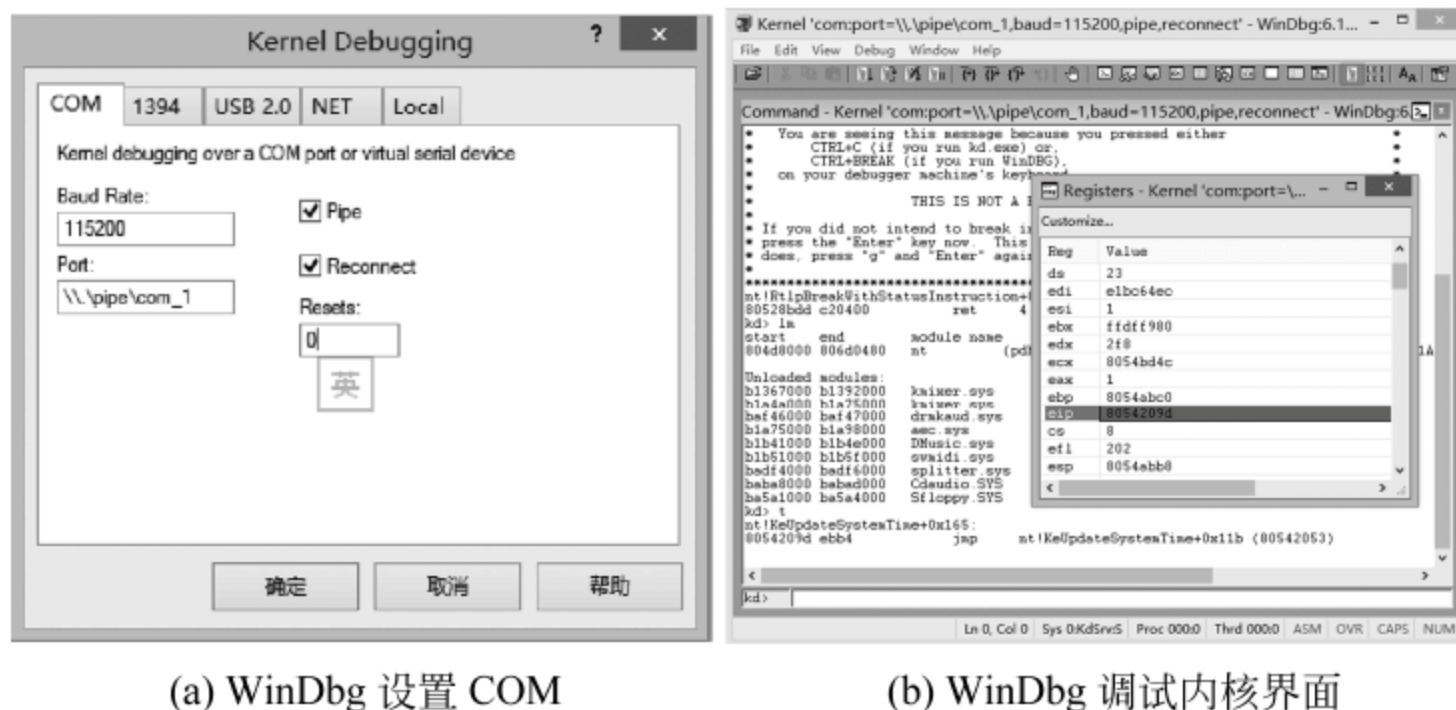 Kernel Debugging
? ×
COM 1394 USB 2.0 NET Local
Kernel debugging over a COM port or virtual serial device
Baud Rate:
115200
Pipe
Port:
Reconnect
\\.\pipe\com_1
Resets:
0
英
确定 取消 帮助
(a) WinDbg 设置 COM
Kernel 'com:port=\\.\pipe\com_1,baud=115200,pipe,reconnect' - WinDbg:6.1...
File Edit View Debug Window Help
Command - Kernel 'com:port=\\.\pipe\com_1,baud=115200,pipe,reconnect' - WinDbg:6.
* You are seeing this message because you pressed either *
* CTRL+C (if you run kd.exe) or, *
* CTRL+BREAK (if you run WinDBG), *
* on your debugger machine's keyboard
* THIS IS NOT A
* If you did not intend to break
* press the "Enter" key now. This
* does, press "g" and "Enter" again
nt!RtlpBreakWithStatusInstruction+
80528bdd c20400 ret 4
kd> lm
start end module name
804d8000 806d0480 nt (pd
Unloaded modules:
b1367000 b1392000 kmixer.sys
b1a4a000 b1a75000 kmixer.sys
baf46000 baf47000 drmkaud.sys
b1a75000 b1a98000 aec.sys
b1b41000 b1b4e000 DMusic.sys
b1b51000 b1b5f000 swmidi.sys
badf4000 badf6000 splitter.sys
baba8000 babad000 Cdaudio.SYS
ba5a1000 ba5a4000 Sfloppy.SYS
kd> t
nt!KeUpdateSystemTime+0x165:
8054209d ebb4 jmp nt!KeUpdateSystemTime+0x11b (80542053)
kd>
Ln 0, Col 0 Sys 0:KdSrv:S Proc 000:0 Thrd 000:0 ASM OVR CAPS NUM
Registers - Kernel 'com:port=\...
Customize...
Reg Value
ds 23
edi e1bc64ec
esi 1
ebx ffdff980
edx 2f8
ecx 8054bd4c
eax 1
ebp 8054abc0
eip 8054209d
cs 8
efl 202
esp 8054abb8
(b) WinDbg 调试内核界面